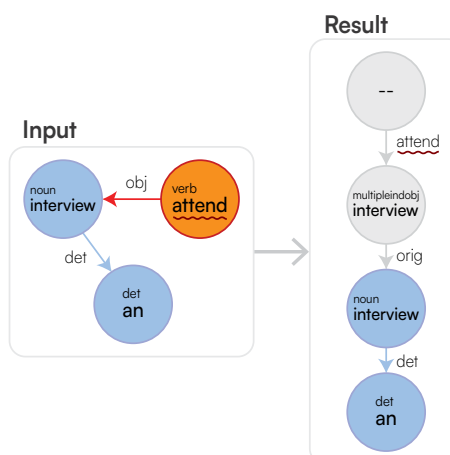 Input
noun
interview
obj
verb
attend
det
det
an
Result
--
attend
multipleindobj
interview
orig
noun
interview
det
det
an